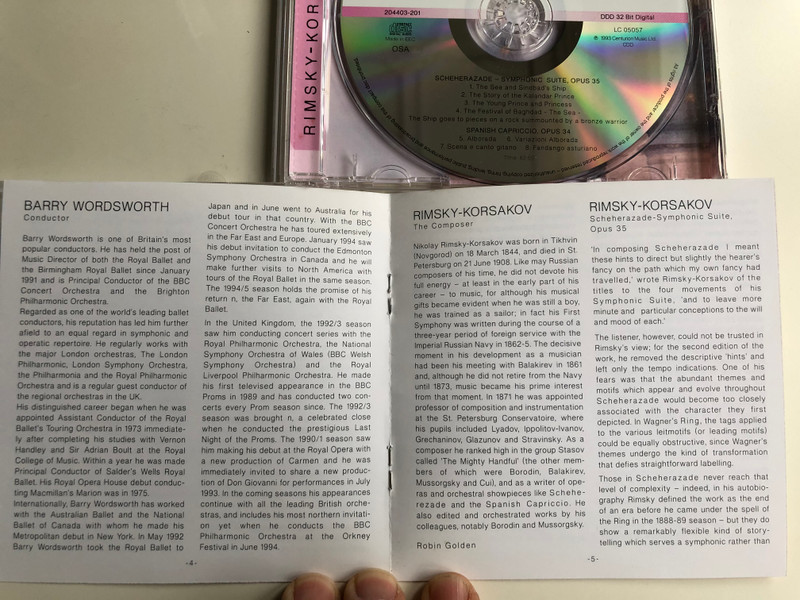 RIMSKY-KOR
204403-201
DDD 32 Bit Digital
Made in EEC
OSA
LC 05057
℗ 1993 Centurion Music Ltd.
SCHEHERAZADE – SYMPHONIC SUITE, OPUS 35
1. The Sea and Sindbad's Ship
2. The Story of the Kalandar Prince
3. The Young Prince and Princess
4. The Festival of Baghdad - The Sea -
The Ship goes to pieces on a rock summounted by a bronze warrior
SPANISH CAPRICCIO, OPUS 34
5. Alborada 6. Variazioni Alborada
7. Scena e canto gitano 8. Fandango asturiano
BARRY WORDSWORTH
Conductor
Barry Wordsworth is one of Britain's most
popular conductors. He has held the post of
Music Director of both the Royal Ballet and
the Birmingham Royal Ballet since January
1991 and is Principal Conductor of the BBC
Concert Orchestra and the Brighton
Philharmonic Orchestra.
Regarded as one of the world's leading ballet
conductors, his reputation has led him further
afield to an equal regard in symphonic and
operatic repertoire. He regularly works with
the major London orchestras, The London
Philharmonic, London Symphony Orchestra,
the Philharmonia and the Royal Philharmonic
Orchestra and is a regular guest conductor of
the regional orchestras in the UK.
His distinguished career began when he was
appointed Assistant Conductor of the Royal
Ballet's Touring Orchestra in 1973 immediate-
ly after completing his studies with Vernon
Handley and Sir Adrian Boult at the Royal
College of Music. Within a year he was made
Principal Conductor of Salder's Wells Royal
Ballet. His Royal Opera House debut conduc-
ting Macmillan's Marion was in 1975.
Internationally, Barry Wordsworth has worked
with the Australian Ballet and the National
Ballet of Canada with whom he made his
Metropolitan debut in New York. In May 1992
Barry Wordsworth took the Royal Ballet to
Japan and in June went to Australia for his
debut tour in that country. With the BBC
Concert Orchestra he has toured extensively
in the Far East and Europe. January 1994 saw
his debut invitation to conduct the Edmonton
Symphony Orchestra in Canada and he will
make further visits to North America with
tours of the Royal Ballet in the same season.
The 1994/5 season holds the promise of his
return n, the Far East, again with the Royal
Ballet.
In the United Kingdom, the 1992/3 season
saw him conducting concert series with the
Royal Philharmonic Orchestra, the National
Symphony Orchestra of Wales (BBC Welsh
Symphony Orchestra) and the Royal
Liverpool Philharmonic Orchestra. He made
his first televised appearance in the BBC
Proms in 1989 and has conducted two con-
certs every Prom season since. The 1992/3
season was brought n, a celebrated close
when he conducted the prestigious Last
Night of the Proms. The 1990/1 season saw
him making his debut at the Royal Opera with
a new production of Carmen and he was
immediately invited to share a new produc-
tion of Don Giovanni for performances in July
1993. In the coming seasons his appearances
continue with all the leading British orche-
stras, and includes his most northern invitati-
on yet when he conducts the BBC
Philharmonic Orchestra at the Orkney
Festival in June 1994.
-4-
RIMSKY-KORSAKOV
The Composer
Nikolay Rimsky-Korsakov was born in Tikhvin
(Novgorod) on 18 March 1844, and died in St.
Petersburg on 21 June 1908. Like may Russian
composers of his time, he did not devote his
full energy – at least in the early part of his
career – to music, for although his musical
gifts became evident when he was still a boy,
he was trained as a sailor; in fact his First
Symphony was written during the course of a
three-year period of foreign service with the
Imperial Russian Navy in 1862-5. The decisive
moment in his development as a musician
had been his meeting with Balakirev in 1861
and, although he did not retire from the Navy
until 1873, music became his prime interest
from that moment. In 1871 he was appointed
professor of composition and instrumentation
at the St. Petersburg Conservatoire, where
his pupils included Lyadov, Ippolitov-Ivanov,
Grechaninov, Glazunov and Stravinsky. As a
composer he ranked high in the group Stasov
called 'The Mighty Handful' (the other mem-
bers of which were Borodin, Balakirev,
Mussorgsky and Cui), and as a writer of ope-
ras and orchestral showpieces like Schehe-
rezade and the Spanish Capriccio. He
also edited and orchestrated works by his
colleagues, notably Borodin and Mussorgsky.
Robin Golden
RIMSKY-KORSAKOV
Scheherazade-Symphonic Suite,
Opus 35
'In composing Scheherezade I meant
these hints to direct but slightly the hearer's
fancy on the path which my own fancy had
travelled,' wrote Rimsky-Korsakov of the
titles to the four movements of his
Symphonic Suite, 'and to leave more
minute and particular conceptions to the will
and mood of each.'
The listener, however, could not be trusted in
Rimsky's view; for the second edition of the
work, he removed the descriptive 'hints' and
left only the tempo indications. One of his
fears was that the abundant themes and
motifs which appear and evolve throughout
Scheherazade would become too closely
associated with the character they first
depicted. In Wagner's Ring, the tags applied
to the various leitmotifs (or leading motifs)
could be equally obstructive, since Wagner's
themes undergo the kind of transformation
that defies straightforward labelling.
Those in Scheherazade never reach that
level of complexity – indeed, in his autobio-
graphy Rimsky defined the work as the end
of an era before he came under the spell of
the Ring in the 1888-89 season – but they do
show a remarkably flexible kind of story-
telling which serves a symphonic rather than
-5-